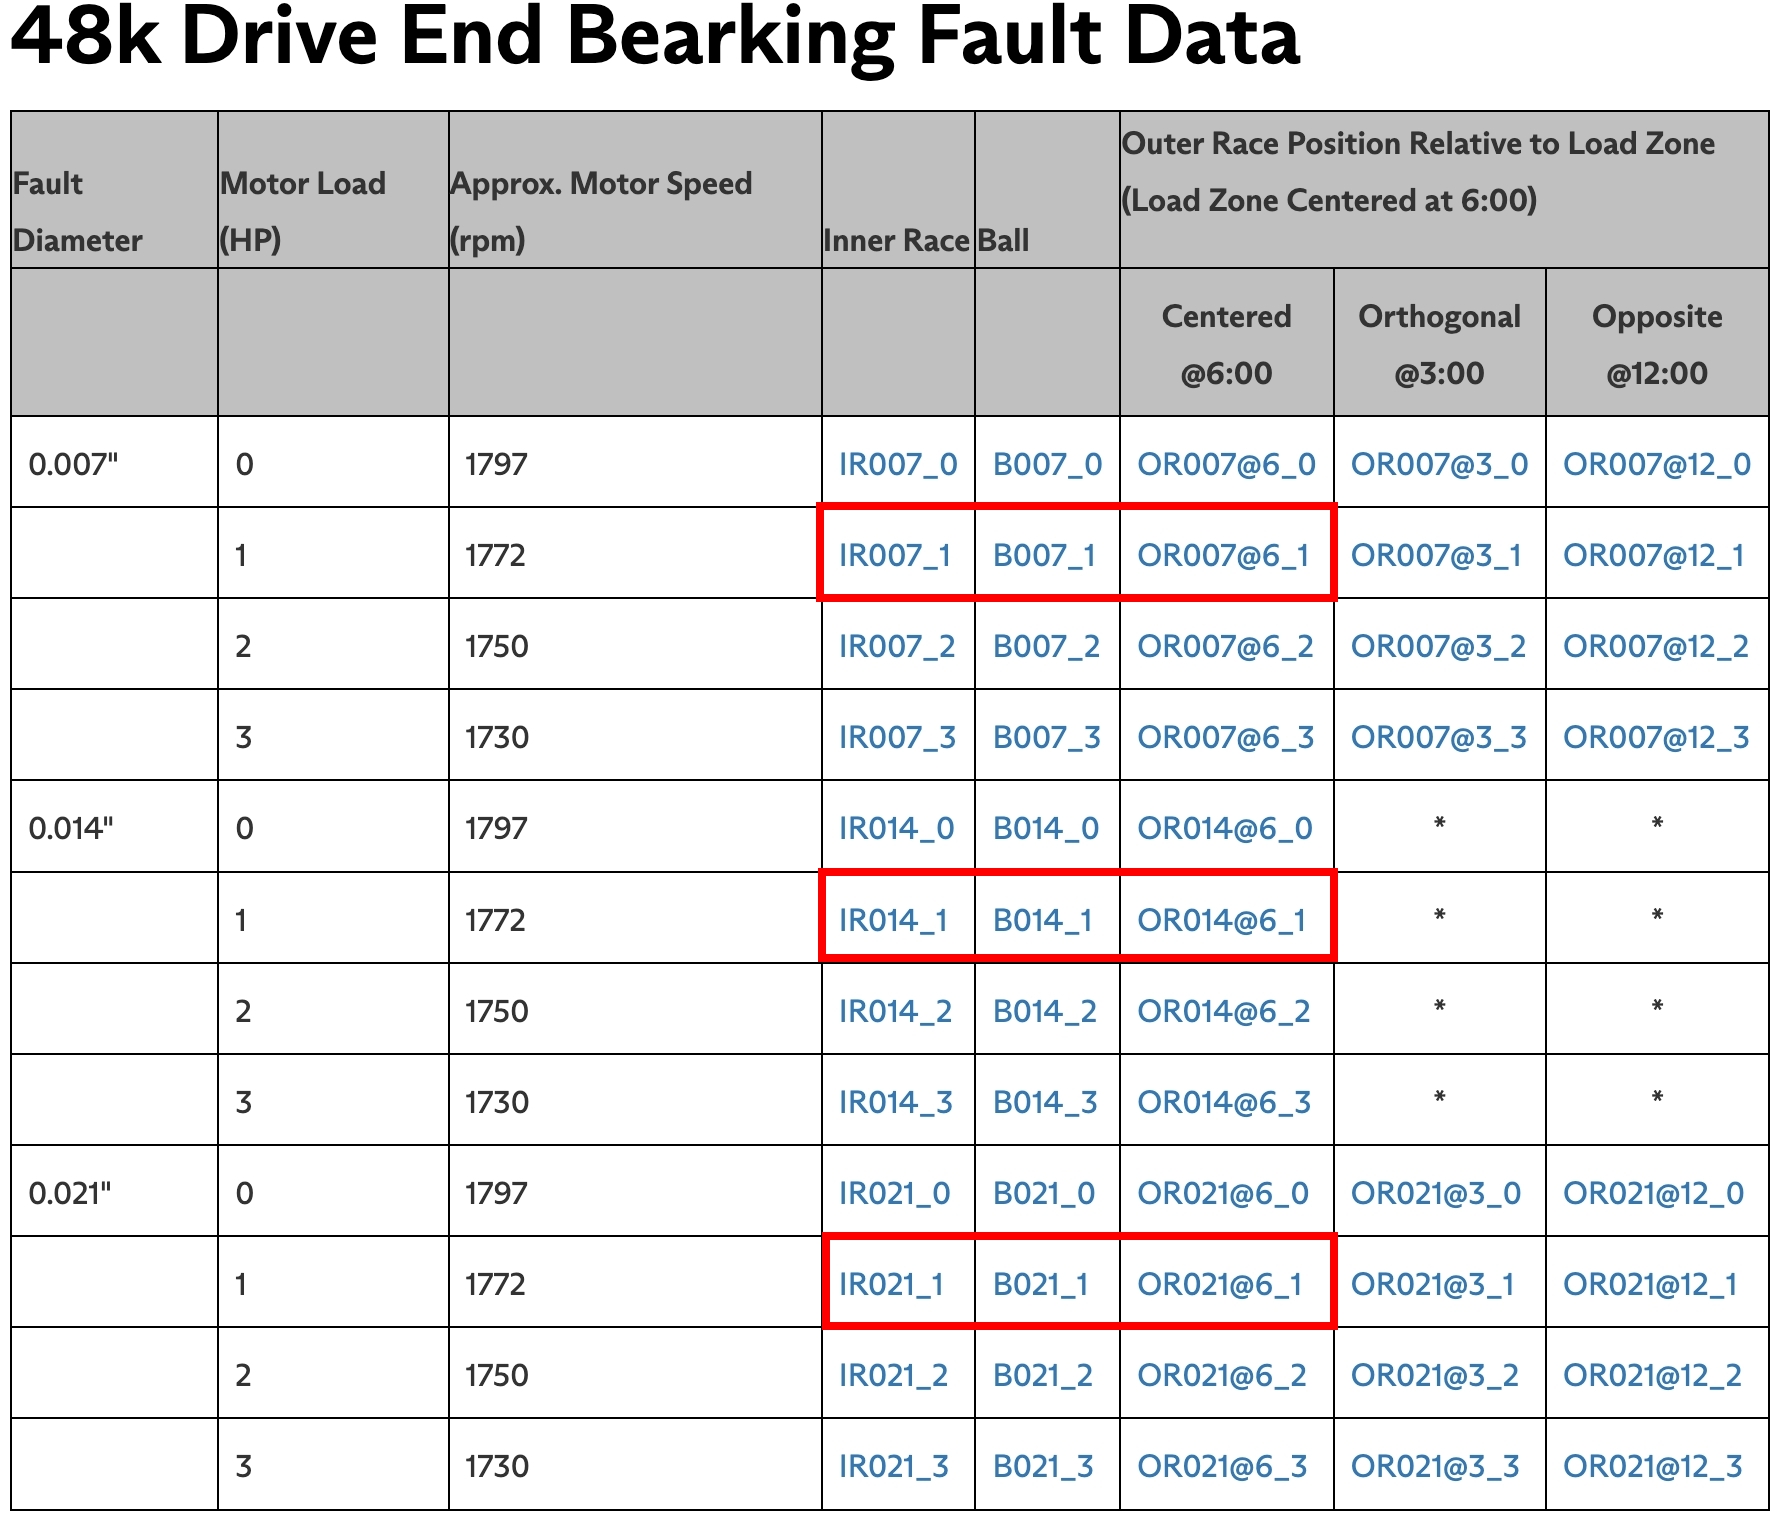 48k Drive End Bearking Fault Data
Fault Diameter Motor Load (HP) Approx. Motor Speed (rpm) Inner Race Ball Outer Race Position Relative to Load Zone (Load Zone Centered at 6:00)
Centered @6:00 Orthogonal @3:00 Opposite @12:00
0.007" 0 1797 IR007_0 B007_0 OR007@6_0 OR007@3_0 OR007@12_0
1 1772 IR007_1 B007_1 OR007@6_1 OR007@3_1 OR007@12_1
2 1750 IR007_2 B007_2 OR007@6_2 OR007@3_2 OR007@12_2
3 1730 IR007_3 B007_3 OR007@6_3 OR007@3_3 OR007@12_3
0.014" 0 1797 IR014_0 B014_0 OR014@6_0 * *
1 1772 IR014_1 B014_1 OR014@6_1 * *
2 1750 IR014_2 B014_2 OR014@6_2 * *
3 1730 IR014_3 B014_3 OR014@6_3 * *
0.021" 0 1797 IR021_0 B021_0 OR021@6_0 OR021@3_0 OR021@12_0
1 1772 IR021_1 B021_1 OR021@6_1 OR021@3_1 OR021@12_1
2 1750 IR021_2 B021_2 OR021@6_2 OR021@3_2 OR021@12_2
3 1730 IR021_3 B021_3 OR021@6_3 OR021@3_3 OR021@12_3